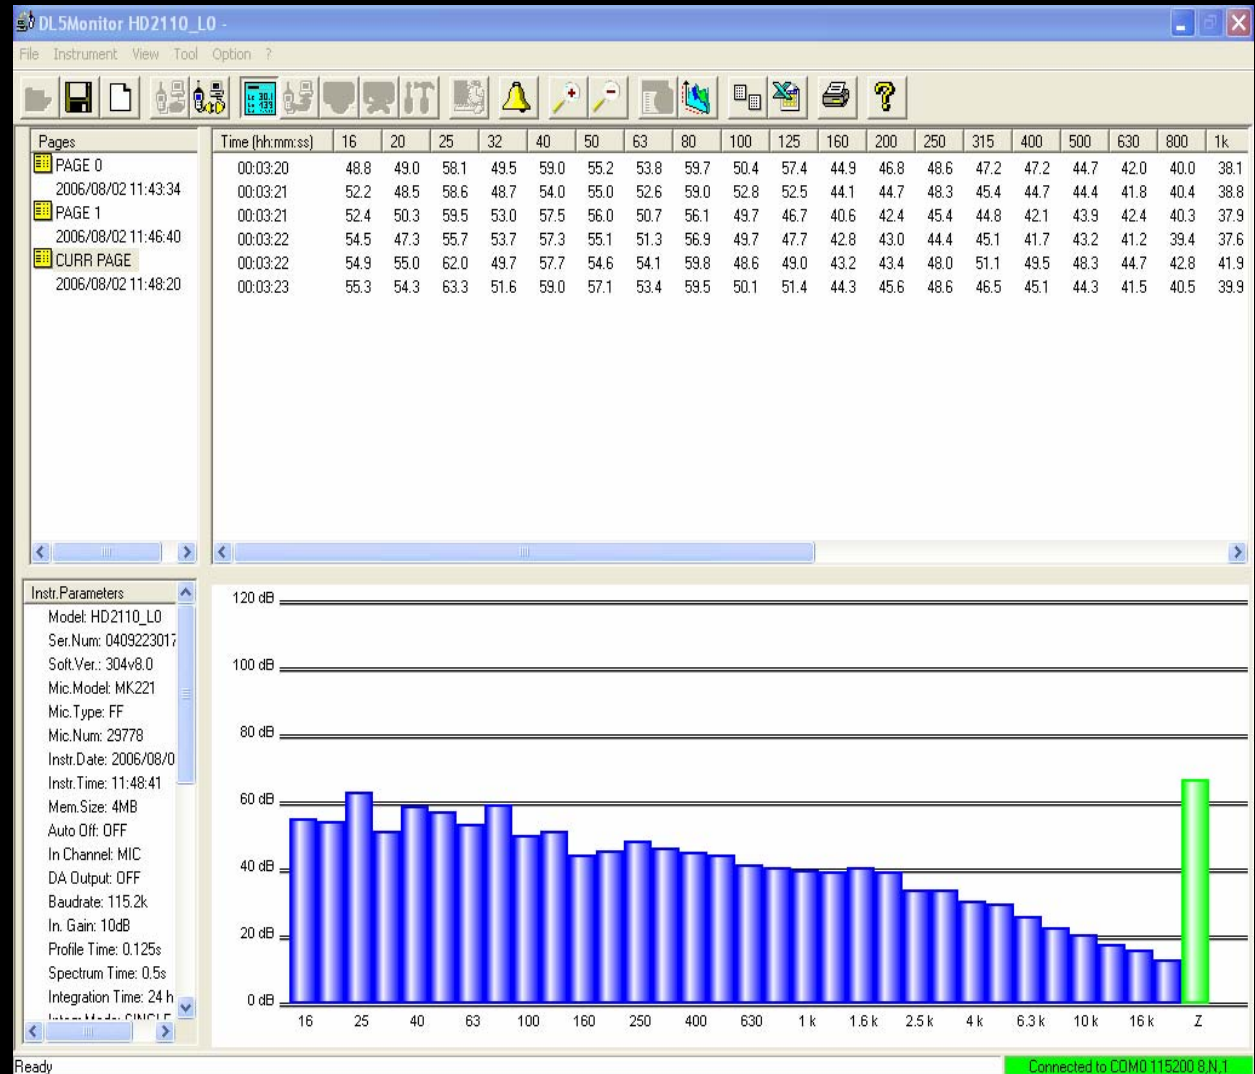 DL5Monitor HD2110_L0 -
File Instrument View Tool Option ?
Pages
PAGE 0
2006/08/02 11:43:34
PAGE 1
2006/08/02 11:46:40
CURR PAGE
2006/08/02 11:48:20
Time (hh:mm:ss) 16 20 25 32 40 50 63 80 100 125 160 200 250 315 400 500 630 800 1k
00:03:20 48.8 49.0 58.1 49.5 59.0 55.2 53.8 59.7 50.4 57.4 44.9 46.8 48.6 47.2 47.2 44.7 42.0 40.0 38.1
00:03:21 52.2 48.5 58.6 48.7 54.0 55.0 52.6 59.0 52.8 52.5 44.1 44.7 48.3 45.4 44.7 44.4 41.8 40.4 38.8
00:03:21 52.4 50.3 59.5 53.0 57.5 56.0 50.7 56.1 49.7 46.7 40.6 42.4 45.4 44.8 42.1 43.9 42.4 40.3 37.9
00:03:22 54.5 47.3 55.7 53.7 57.3 55.1 51.3 56.9 49.7 47.7 42.8 43.0 44.4 45.1 41.7 43.2 41.2 39.4 37.6
00:03:22 54.9 55.0 62.0 49.7 57.7 54.6 54.1 59.8 48.6 49.0 43.2 43.4 48.0 51.1 49.5 48.3 44.7 42.8 41.9
00:03:23 55.3 54.3 63.3 51.6 59.0 57.1 53.4 59.5 50.1 51.4 44.3 45.6 48.6 46.5 45.1 44.3 41.5 40.5 39.9
Instr.Parameters
Model: HD2110_L0
Ser.Num: 0409223017
Soft.Ver.: 304v8.0
Mic.Model: MK221
Mic.Type: FF
Mic.Num: 29778
Instr.Date: 2006/08/0
Instr.Time: 11:48:41
Mem.Size: 4MB
Auto Off: OFF
In Channel: MIC
DA Output: OFF
Baudrate: 115.2k
In. Gain: 10dB
Profile Time: 0.125s
Spectrum Time: 0.5s
Integration Time: 24 h
120 dB
100 dB
80 dB
60 dB
40 dB
20 dB
0 dB
16 25 40 63 100 160 250 400 630 1 k 1.6 k 2.5 k 4 k 6.3 k 10 k 16 k Z
Ready
Connected to COM0 115200 8,N,1